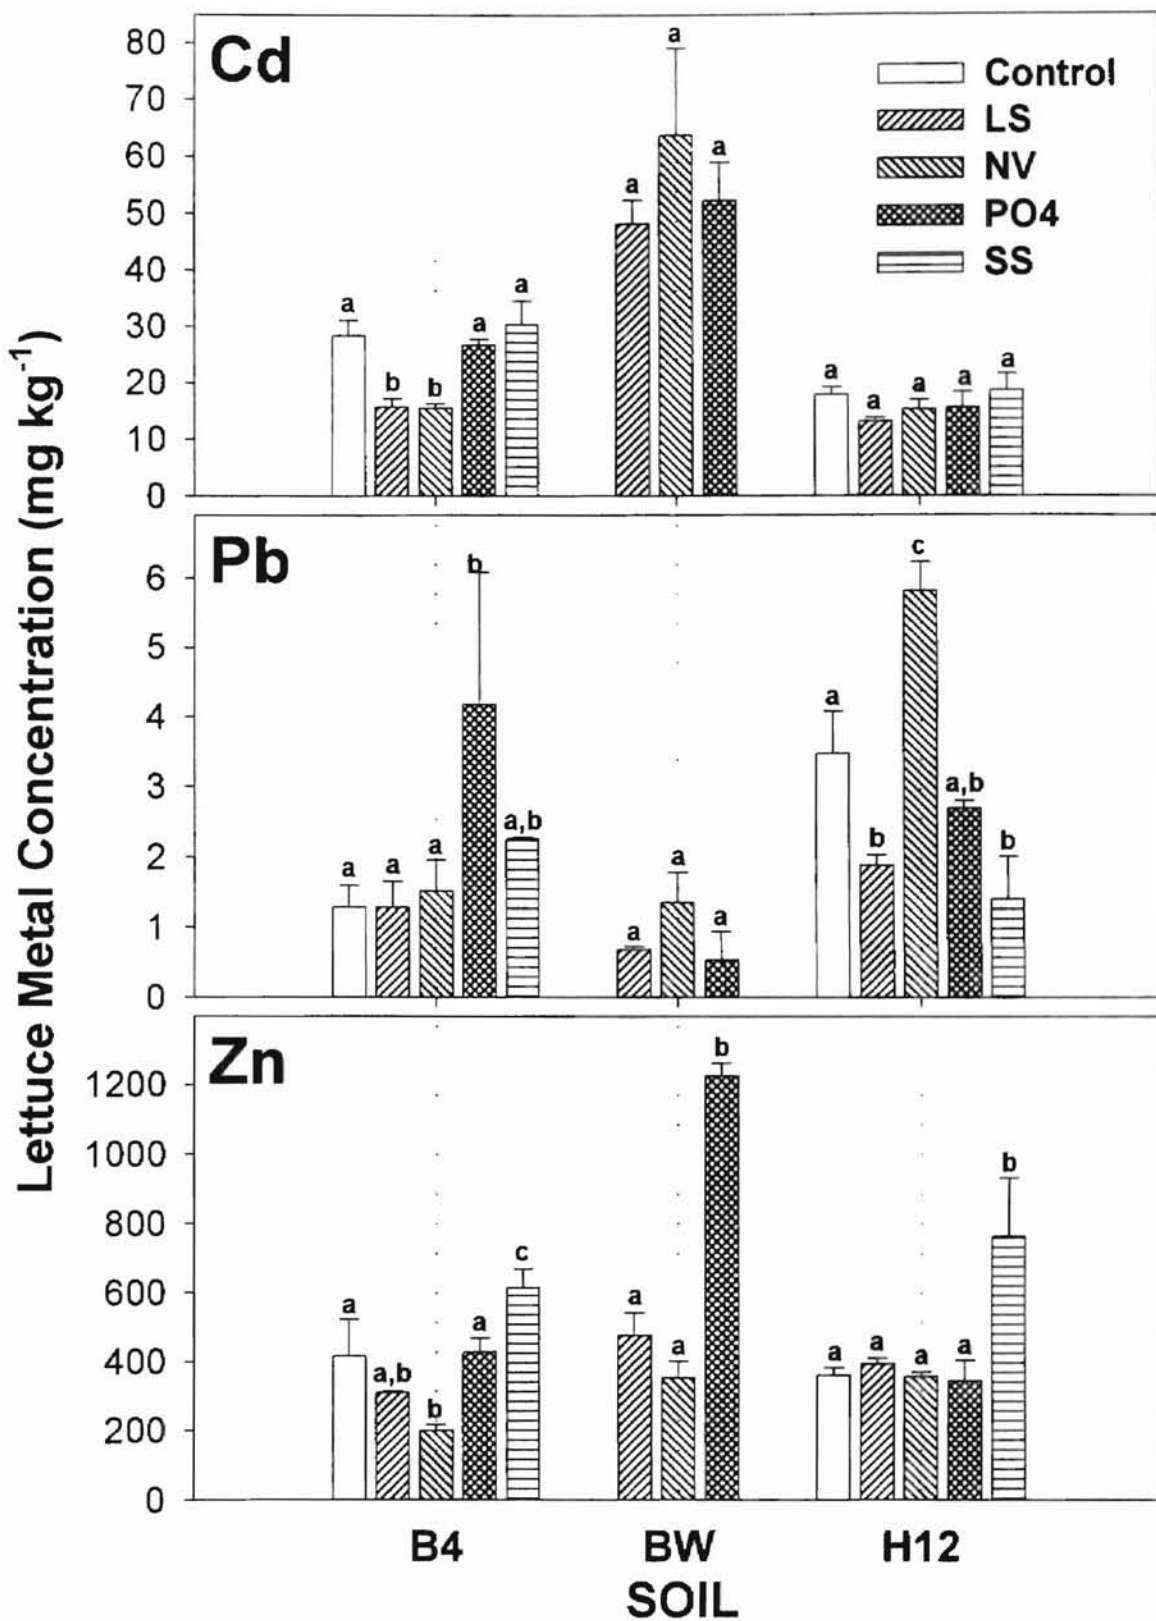 Lettuce Metal Concentration (mg kg-1)
Cd
Control
LS
NV
PO4
SS
80
70
60
50
40
30
20
10
0
a
b
b
a
a
a
a
a
a
a
a
a
a
Pb
6
5
4
3
2
1
0
a
a
a
b
a,b
a
a
a
a
b
c
a,b
b
Zn
1200
1000
800
600
400
200
0
a
a,b
b
a
c
a
a
b
a
a
a
a
b
B4 BW H12
SOIL